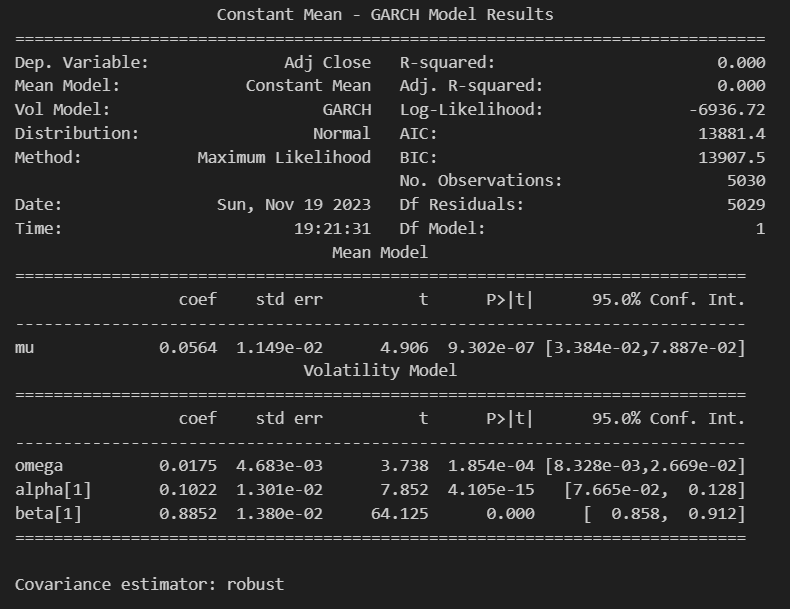 Constant Mean - GARCH Model Results
==============================================================================
Dep. Variable:              Adj Close   R-squared:                       0.000
Mean Model:             Constant Mean   Adj. R-squared:                  0.000
Vol Model:                      GARCH   Log-Likelihood:               -6936.72
Distribution:                  Normal   AIC:                           13881.4
Method:            Maximum Likelihood   BIC:                           13907.5
                                        No. Observations:                 5030
Date:                Sun, Nov 19 2023   Df Residuals:                     5029
Time:                        19:21:31   Df Model:                            1
                                 Mean Model
============================================================================
                 coef    std err          t      P>|t|      95.0% Conf. Int.
----------------------------------------------------------------------------
mu             0.0564  1.149e-02      4.906  9.302e-07 [3.384e-02,7.887e-02]
                              Volatility Model
============================================================================
                 coef    std err          t      P>|t|      95.0% Conf. Int.
----------------------------------------------------------------------------
omega          0.0175  4.683e-03      3.738  1.854e-04 [8.328e-03,2.669e-02]
alpha[1]       0.1022  1.301e-02      7.852  4.105e-15   [7.665e-02,  0.128]
beta[1]        0.8852  1.380e-02     64.125      0.000     [  0.858,  0.912]
============================================================================

Covariance estimator: robust